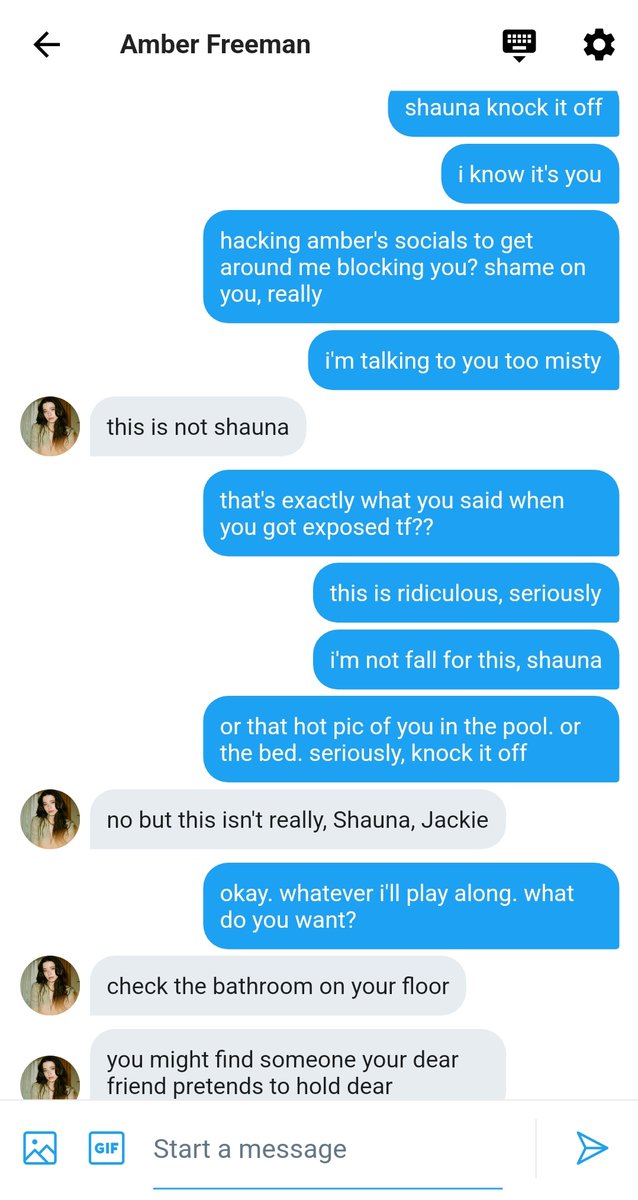 Amber Freeman
shauna knock it off
i know it's you
hacking amber's socials to get
around me blocking you? shame on
you, really
i'm talking to you too misty
this is not shauna
that's exactly what you said when
you got exposed tf??
this is ridiculous, seriously
i'm not fall for this, shauna
or that hot pic of you in the pool. or
the bed. seriously, knock it off
no but this isn't really, Shauna, Jackie
okay. whatever i'll play along. what
do you want?
check the bathroom on your floor
you might find someone your dear
friend pretends to hold dear
GIF
Start a message